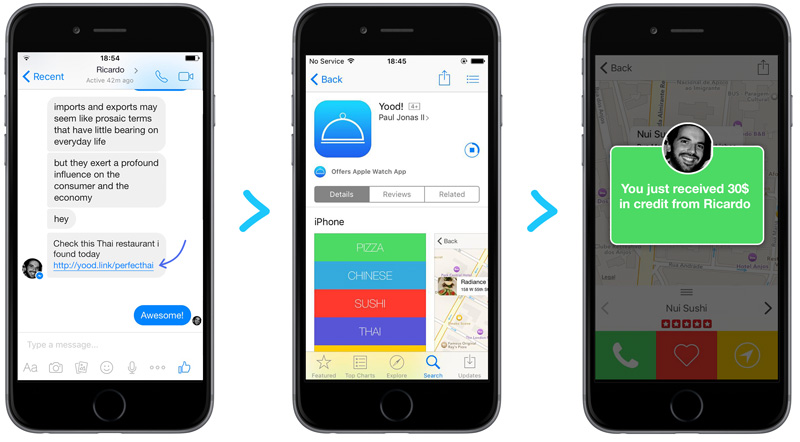 18:54
Recent
Ricardo
Active 42m ago
imports and exports may
seem like prosaic terms
that have little bearing on
everyday life
but they exert a profound
influence on the
consumer and the
economy
hey
Check this Thai restaurant i
found today
http://yood.link/perfecthai
Awesome!
Type a message...
Aa
No Service
18:45
Back
Yood! 4+
Paul Jonas II
Offers Apple Watch App
Details
Reviews
Related
iPhone
PIZZA
CHINESE
SUSHI
THAI
Back
Radiance
Featured
Top Charts
Explore
Search
Updates
Back
Nui Sushi
You just received 30$
in credit from Ricardo
Nui Sushi